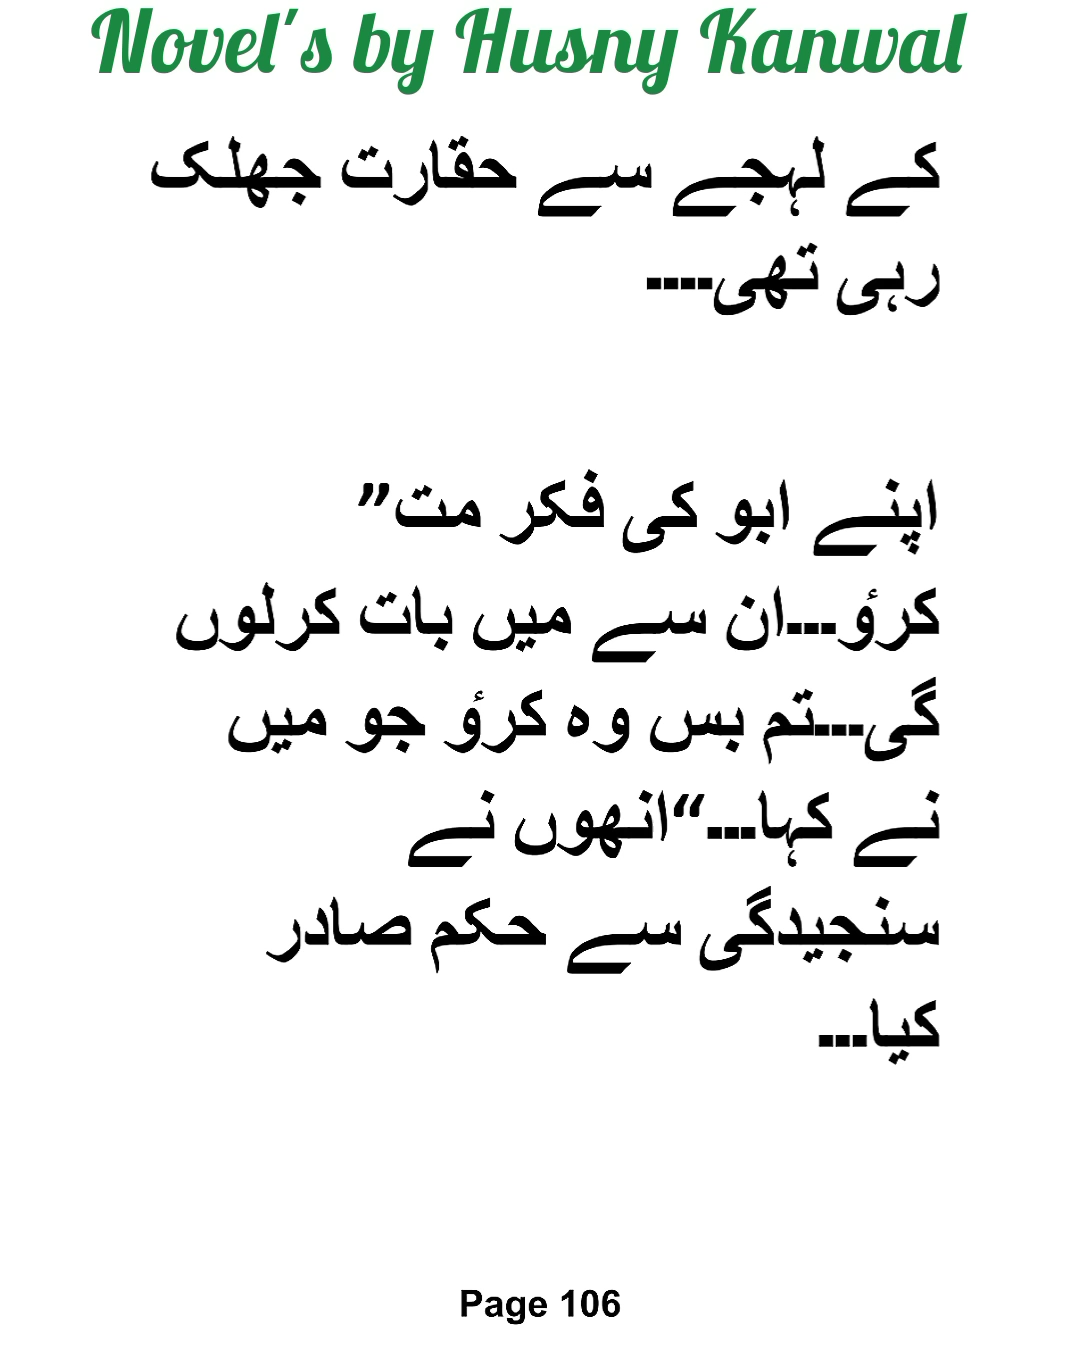 Novel's by Husny Kanwal
کے لہجے سے حقارت جھلک
رہی تھی....
اپنے ابو کی فکر مت”
کرؤ...ان سے میں بات کرلوں
گی...تم بس وہ کرؤ جو میں
نے کہا...“انھوں نے
سنجیدگی سے حکم صادر
کیا...
Page 106